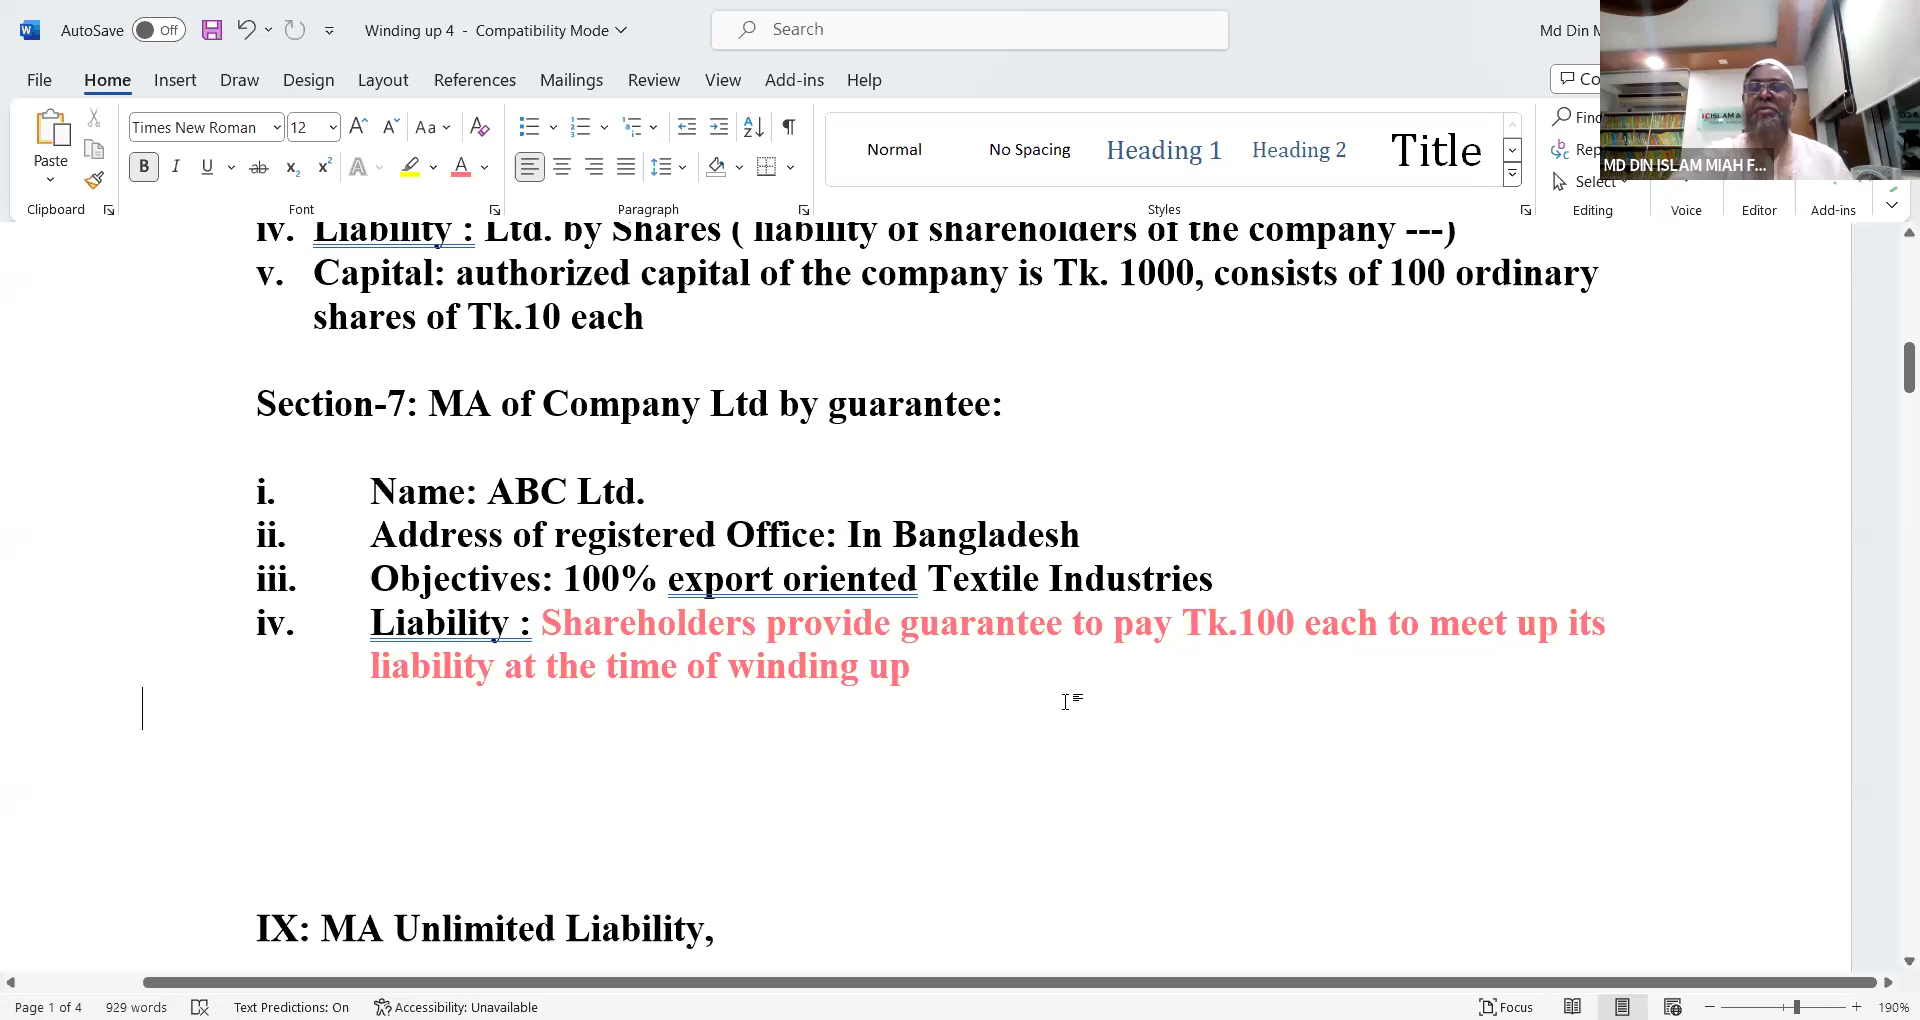 AutoSave Off Winding up 4 - Compatibility Mode Search Md Din
File Home Insert Draw Design Layout References Mailings Review View Add-ins Help
Times New Roman 12 Aa
Paste B I U ab x2 x2 A A
Normal No Spacing Heading 1 Heading 2 Title
Select
MD DIN ISLAM MIAH F...
Clipboard Font Paragraph Styles Editing Voice Editor Add-ins
iv. Liability : Ltd. by Shares ( liability of shareholders of the company ---)
v. Capital: authorized capital of the company is Tk. 1000, consists of 100 ordinary
shares of Tk.10 each
Section-7: MA of Company Ltd by guarantee:
i. Name: ABC Ltd.
ii. Address of registered Office: In Bangladesh
iii. Objectives: 100% export oriented Textile Industries
iv. Liability : Shareholders provide guarantee to pay Tk.100 each to meet up its
liability at the time of winding up
IX: MA Unlimited Liability,
Page 1 of 4 929 words Text Predictions: On Accessibility: Unavailable Focus 190%